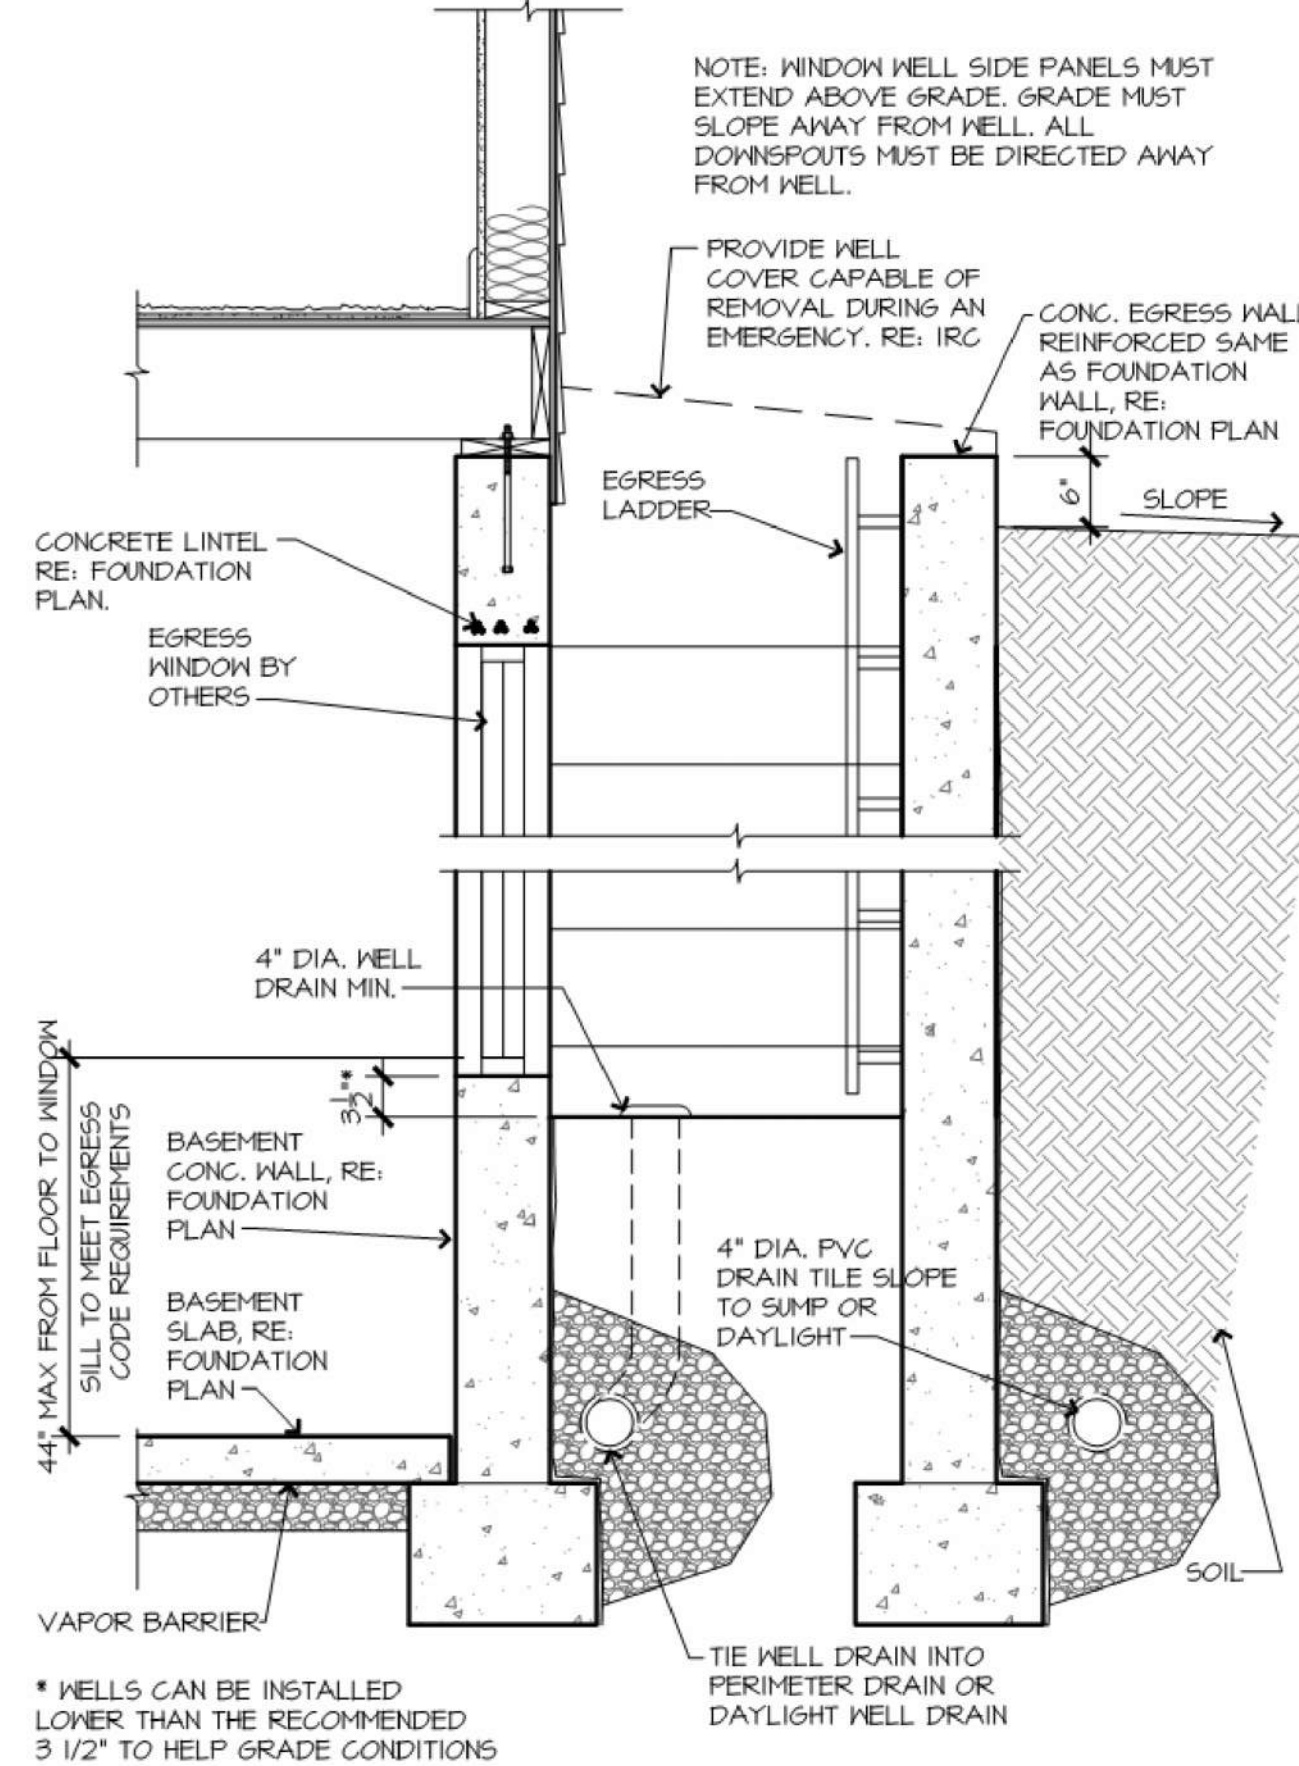 NOTE: WINDOW WELL SIDE PANELS MUST
EXTEND ABOVE GRADE. GRADE MUST
SLOPE AWAY FROM WELL. ALL
DOWNSPOUTS MUST BE DIRECTED AWAY
FROM WELL.
PROVIDE WELL
COVER CAPABLE OF
REMOVAL DURING AN
EMERGENCY. RE: IRC
CONC. EGRESS WALL
REINFORCED SAME
AS FOUNDATION
WALL, RE:
FOUNDATION PLAN
EGRESS
LADDER
6"
SLOPE
CONCRETE LINTEL
RE: FOUNDATION
PLAN.
EGRESS
WINDOW BY
OTHERS
4" DIA. WELL
DRAIN MIN.
44" MAX FROM FLOOR TO WINDOW
SILL TO MEET EGRESS
CODE REQUIREMENTS
3 1/2"*
BASEMENT
CONC. WALL, RE:
FOUNDATION
PLAN
BASEMENT
SLAB, RE:
FOUNDATION
PLAN
4" DIA. PVC
DRAIN TILE SLOPE
TO SUMP OR
DAYLIGHT
SOIL
VAPOR BARRIER
TIE WELL DRAIN INTO
PERIMETER DRAIN OR
DAYLIGHT WELL DRAIN
* WELLS CAN BE INSTALLED
LOWER THAN THE RECOMMENDED
3 1/2" TO HELP GRADE CONDITIONS